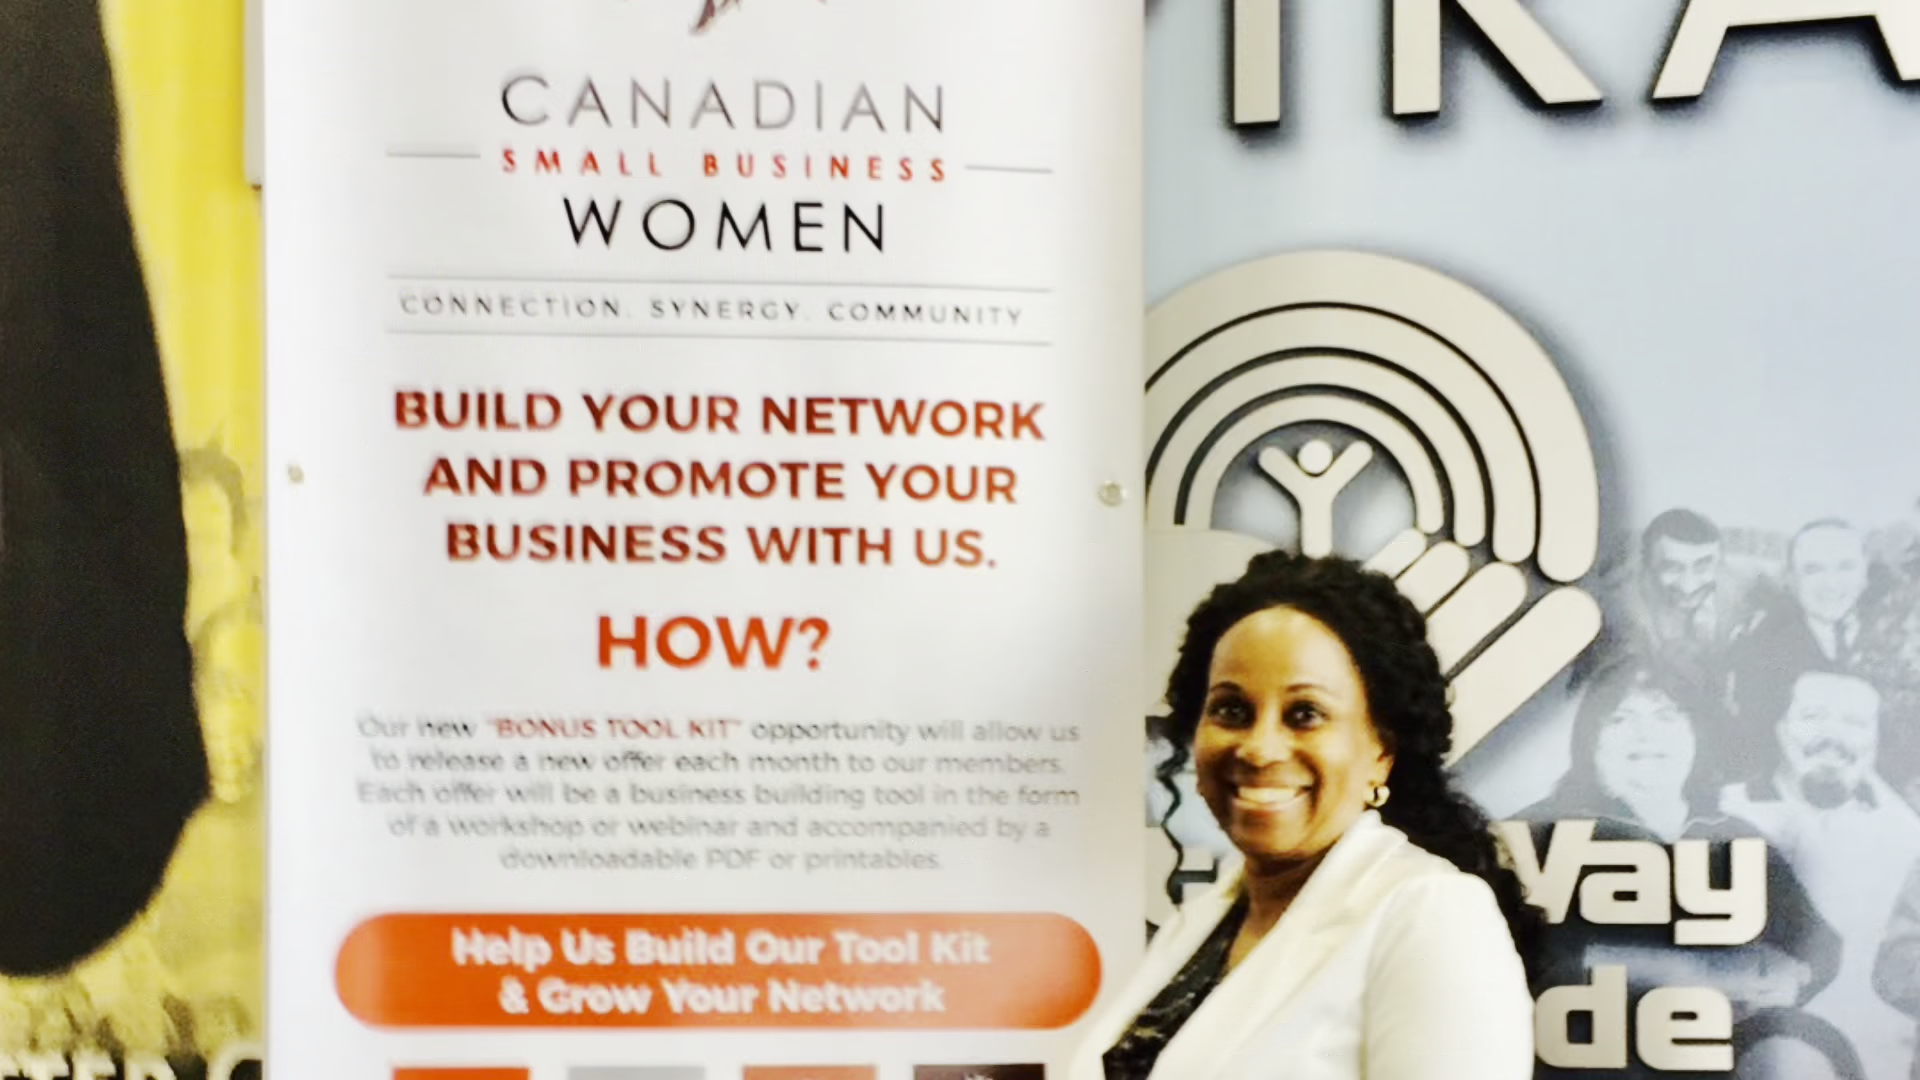 CANADIAN
SMALL BUSINESS
WOMEN
CONNECTION. SYNERGY. COMMUNITY
BUILD YOUR NETWORK
AND PROMOTE YOUR
BUSINESS WITH US.
HOW?
Our new "BONUS TOOL KIT" opportunity will allow us
to release a new offer each month to our members.
Each offer will be a business building tool in the form
of a workshop or webinar and accompanied by a
downloadable PDF or printables.
Help Us Build Our Tool Kit
& Grow Your Network
Way
de